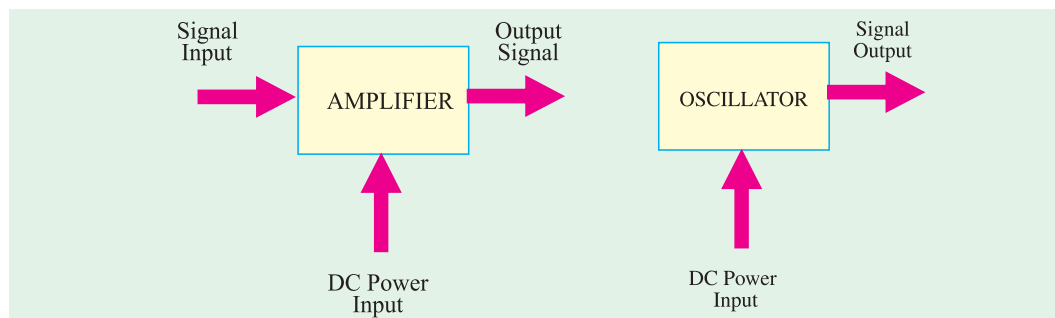 Signal
Input
Output
Signal
AMPLIFIER
DC Power
Input
Signal
Output
OSCILLATOR
DC Power
Input